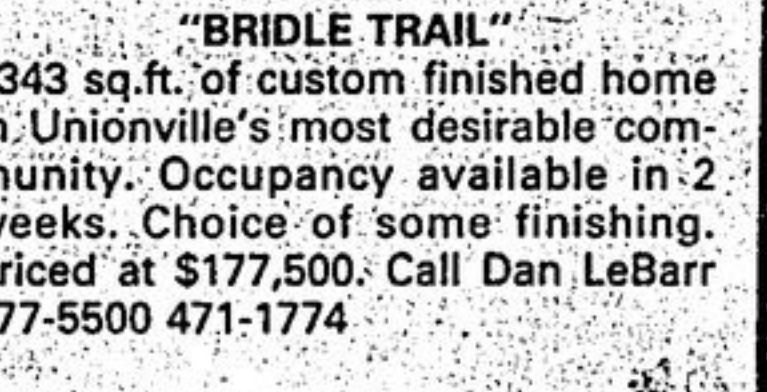 "BRIDLE TRAIL"
343 sq.ft. of custom finished home
Unionville's most desirable com-
unity. Occupancy available in 2
eeks. Choice of some finishing.
riced at $177,500. Call Dan LeBarr
77-5500 471-1774